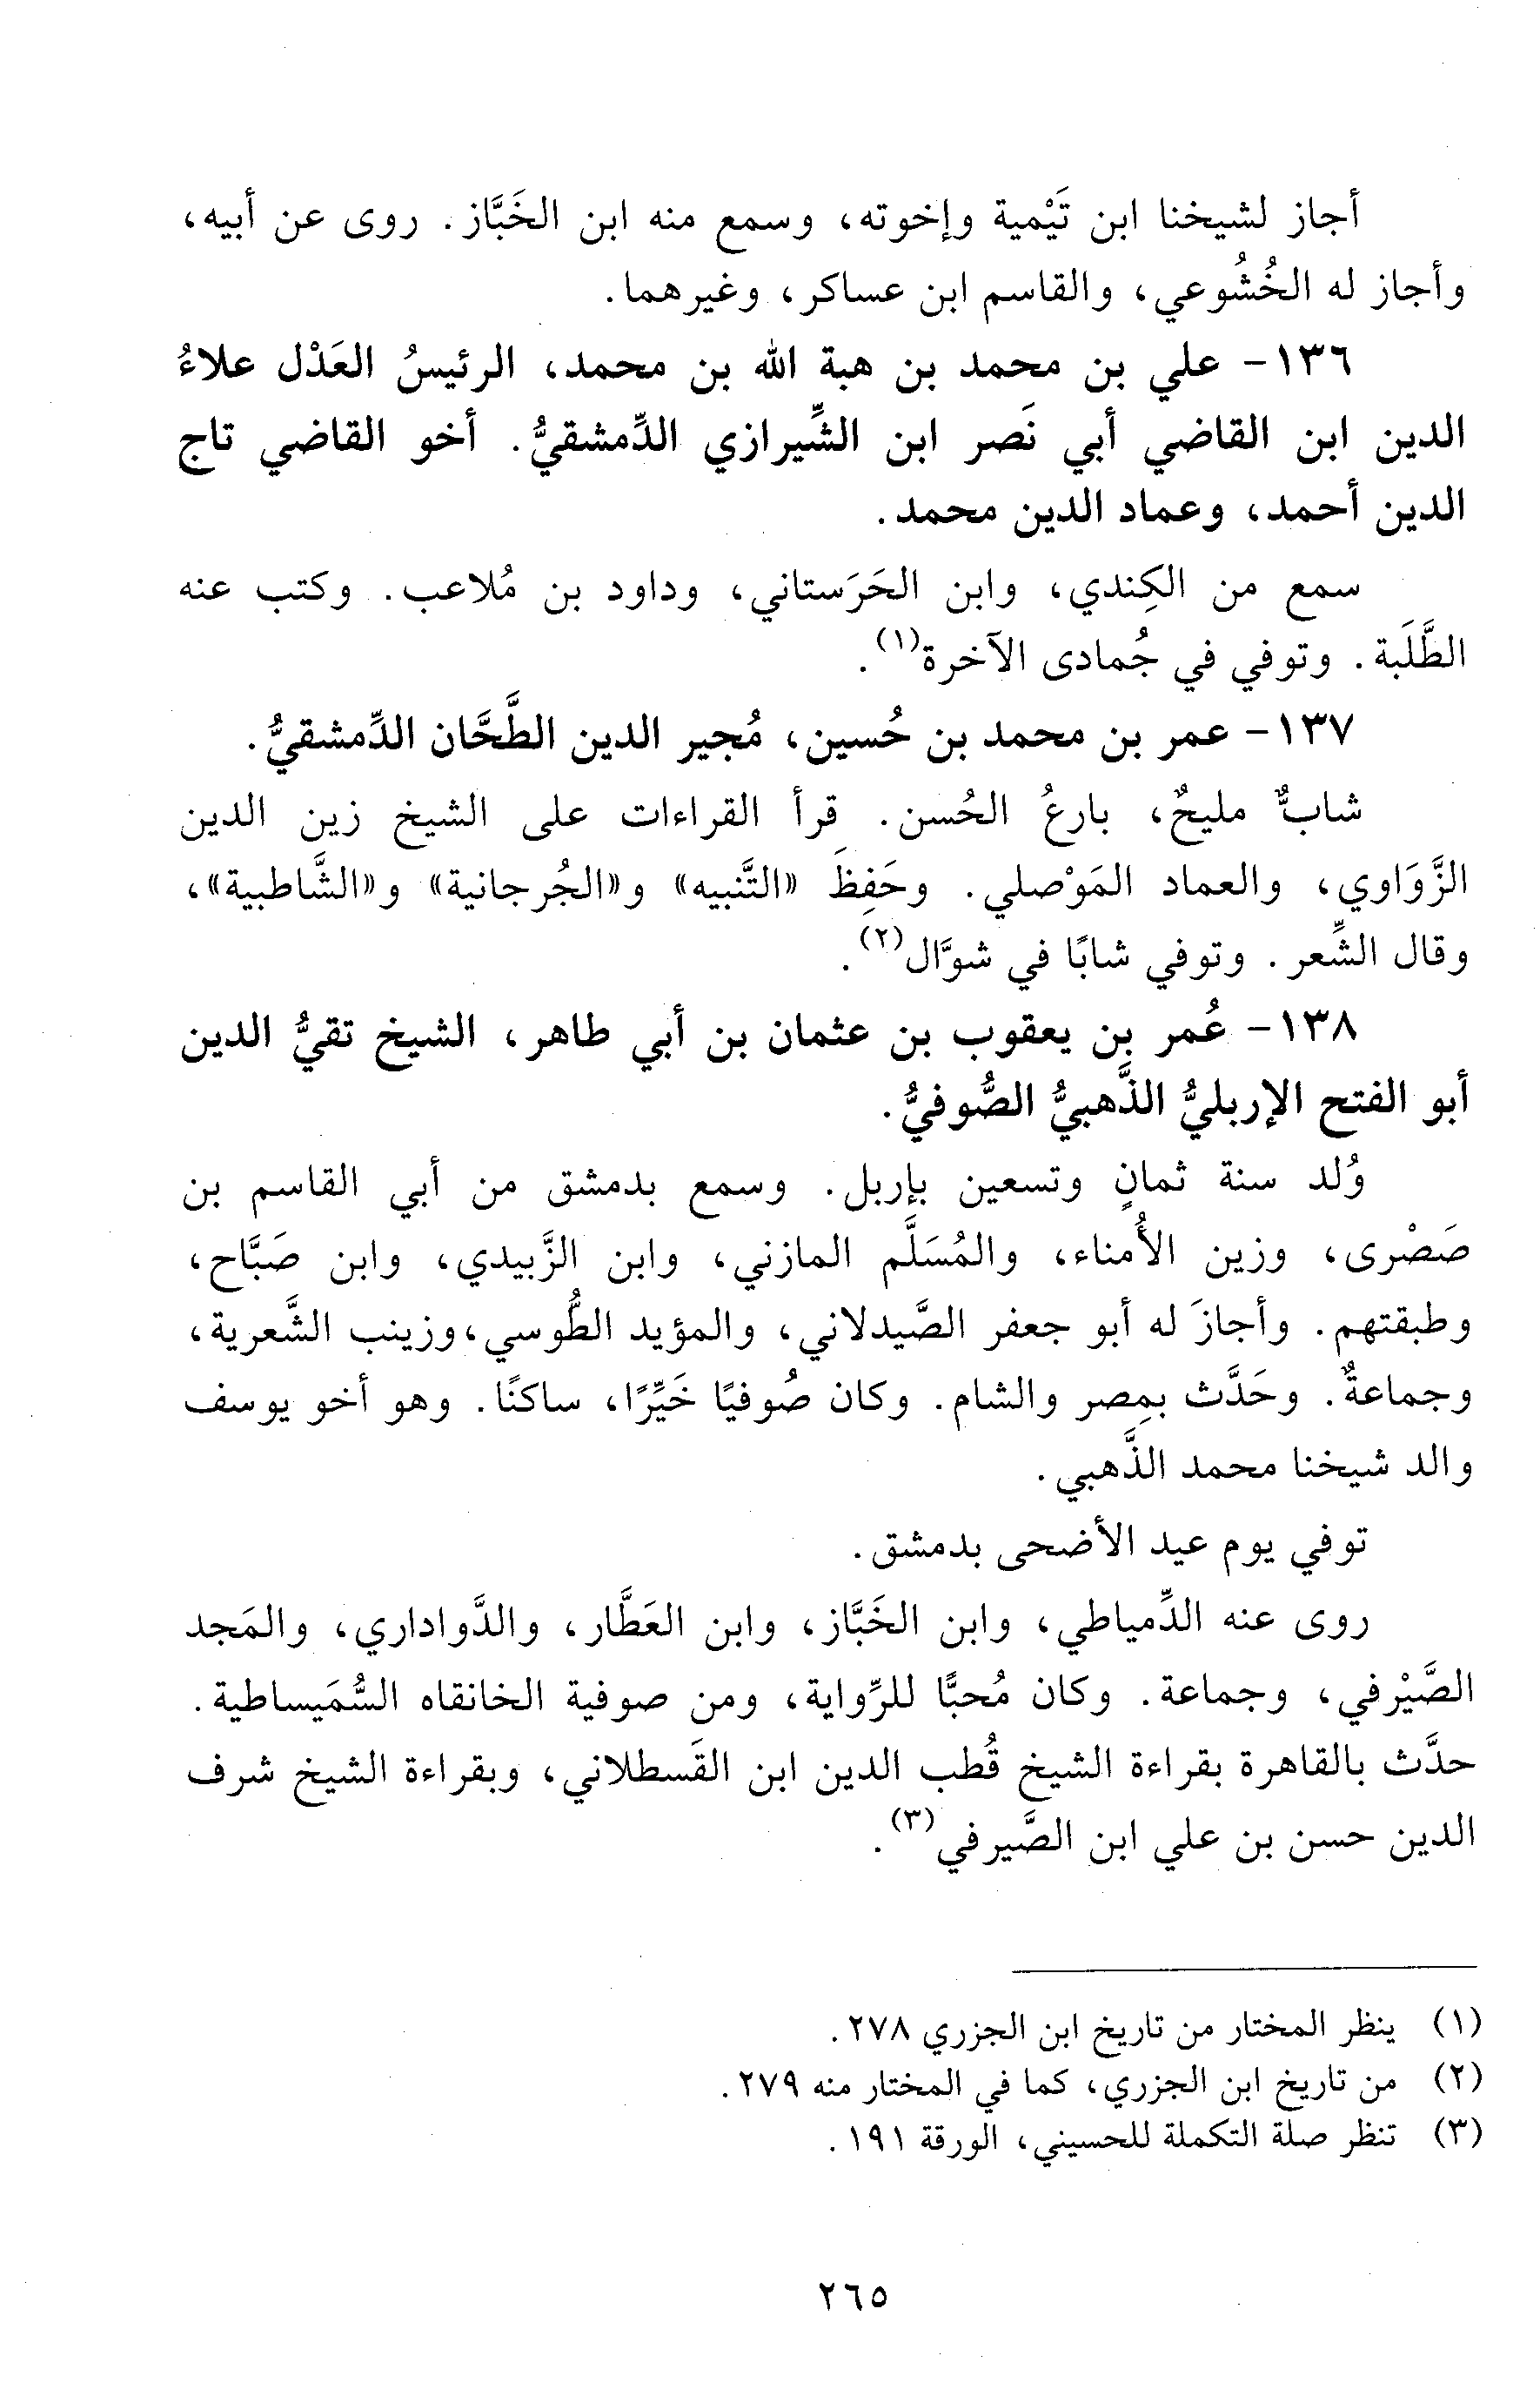 أجاز لشيخنا ابن تَيْمية وإخوته، وسمع منه ابن الخَبَّاز. روى عن أبيه،
وأجاز له الخُشُوعي، والقاسم ابن عساكر، وغيرهما.
١٣٦- علي بن محمد بن هبة الله بن محمد، الرئيسُ العَدْل علاءُ
الدين ابن القاضي أبي نَصر ابن الشِّيرازي الدِّمشقيُّ. أخو القاضي تاج
الدين أحمد، وعماد الدين محمد.
سمع من الكِندي، وابن الحَرَستاني، وداود بن مُلاعب. وكتب عنه
الطَّلَبة. وتوفي في جُمادى الآخرة(١).
١٣٧- عمر بن محمد بن حُسين، مُجير الدين الطَّحَّان الدِّمشقيُّ.
شابٌّ مليحٌ، بارعُ الحُسن. قرأ القراءات على الشيخ زين الدين
الزَّوَاوي، والعماد المَوْصلي. وحَفِظَ «التَّنبيه» و«الجُرجانية» و«الشَّاطبية»،
وقال الشِّعر. وتوفي شابًا في شوَّال(٢).
١٣٨- عُمر بن يعقوب بن عثمان بن أبي طاهر، الشيخ تقيُّ الدين
أبو الفتح الإربليُّ الذَّهبيُّ الصُّوفيُّ.
وُلد سنة ثمانٍ وتسعين بإربل. وسمع بدمشق من أبي القاسم بن
صَصْرى، وزين الأُمناء، والمُسَلَّم المازني، وابن الزَّبيدي، وابن صَبَّاح،
وطبقتهم. وأجازَ له أبو جعفر الصَّيدلاني، والمؤيد الطُّوسي، وزينب الشَّعرية،
وجماعةٌ. وحَدَّث بمِصر والشام. وكان صُوفيًا خَيِّرًا، ساكنًا. وهو أخو يوسف
والد شيخنا محمد الذَّهبي.
توفي يوم عيد الأضحى بدمشق.
روى عنه الدِّمياطي، وابن الخَبَّاز، وابن العَطَّار، والدَّواداري، والمَجد
الصَّيْرفي، وجماعة. وكان مُحبًّا للرِّواية، ومن صوفية الخانقاه السُّمَيساطية.
حدَّث بالقاهرة بقراءة الشيخ قُطب الدين ابن القَسطلاني، وبقراءة الشيخ شرف
الدين حسن بن علي ابن الصَّيرفي(٣).
(١) ينظر المختار من تاريخ ابن الجزري ٢٧٨.
(٢) من تاريخ ابن الجزري، كما في المختار منه ٢٧٩.
(٣) تنظر صلة التكملة للحسيني، الورقة ١٩١.
٢٦٥